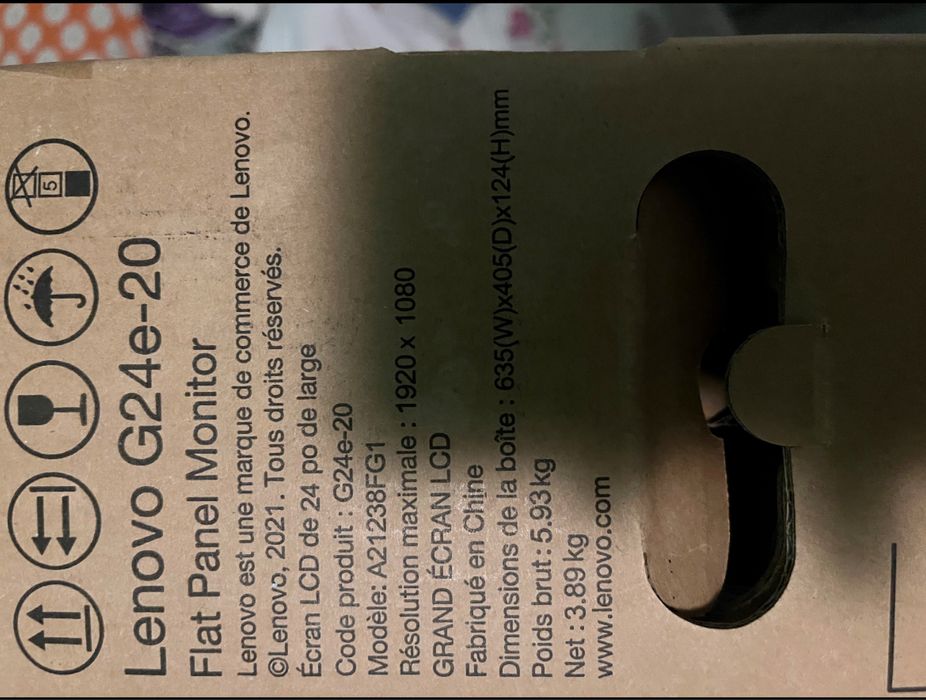 5
Lenovo G24e-20
Flat Panel Monitor
Lenovo est une marque de commerce de Lenovo.
©Lenovo, 2021. Tous droits réservés.
Écran LCD de 24 po de large
Code produit : G24e-20
Modèle: A21238FG1
Résolution maximale : 1920 x 1080
GRAND ÉCRAN LCD
Fabriqué en Chine
Dimensions de la boîte : 635(W)x405(D)x124(H)mm
Poids brut : 5.93kg
Net : 3.89 kg
www.lenovo.com